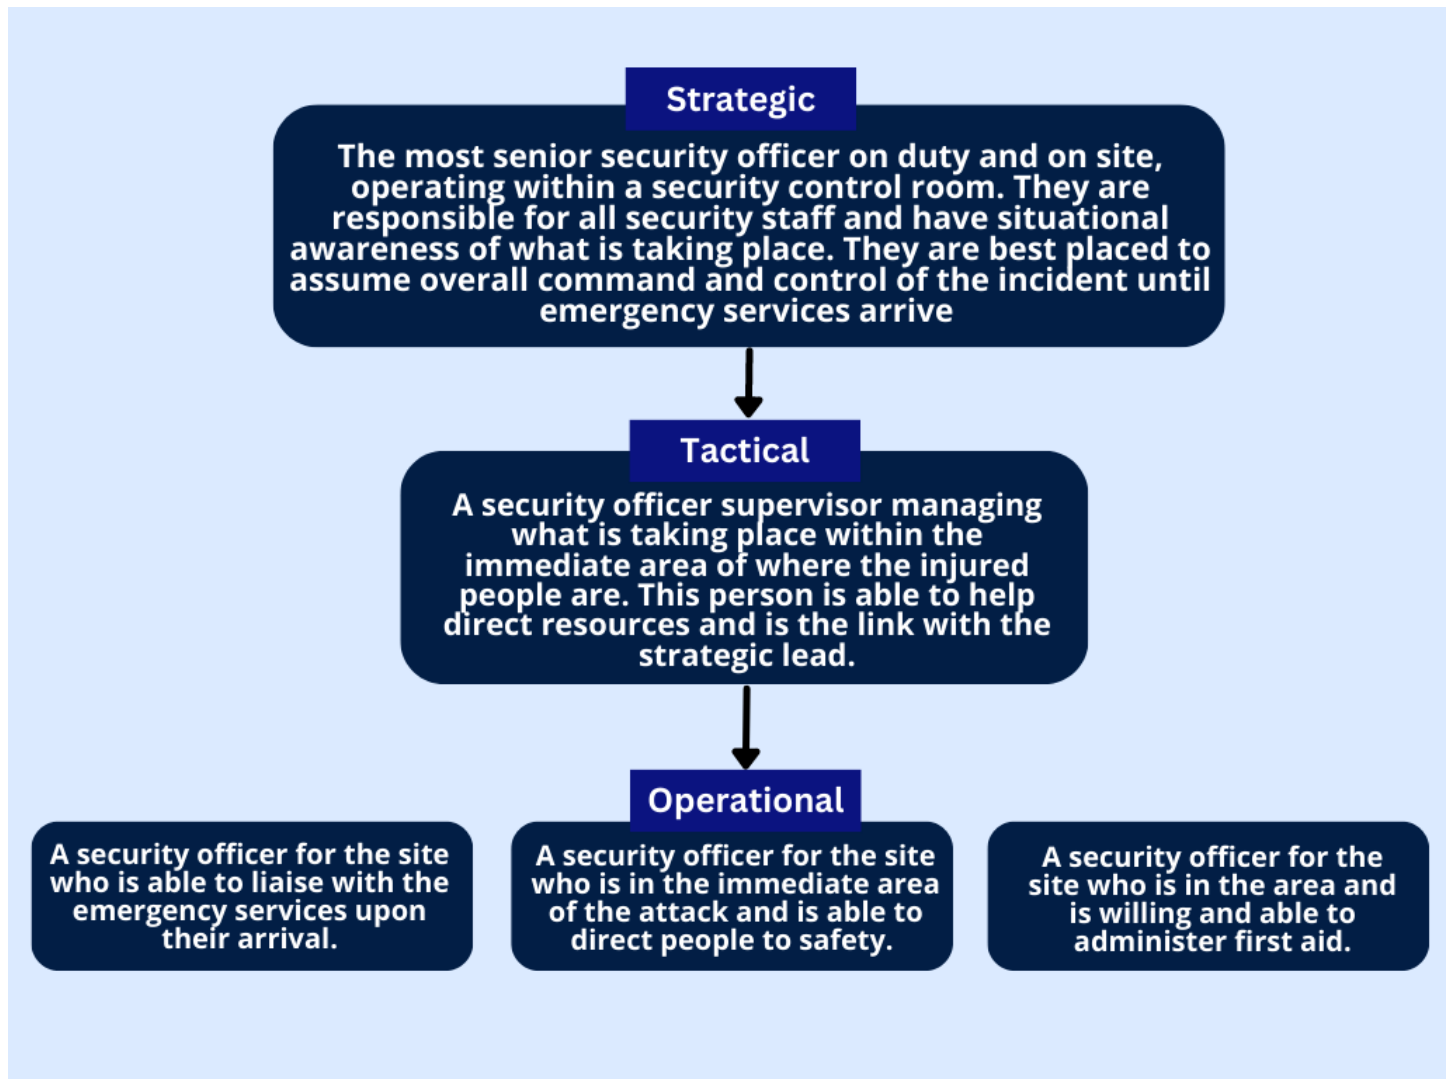 Strategic
The most senior security officer on duty and on site,
operating within a security control room. They are
responsible for all security staff and have situational
awareness of what is taking place. They are best placed to
assume overall command and control of the incident until
emergency services arrive
Tactical
A security officer supervisor managing
what is taking place within the
immediate area of where the injured
people are. This person is able to help
direct resources and is the link with the
strategic lead.
Operational
A security officer for the site
who is able to liaise with the
emergency services upon
their arrival.
A security officer for the site
who is in the immediate area
of the attack and is able to
direct people to safety.
A security officer for the
site who is in the area and
is willing and able to
administer first aid.